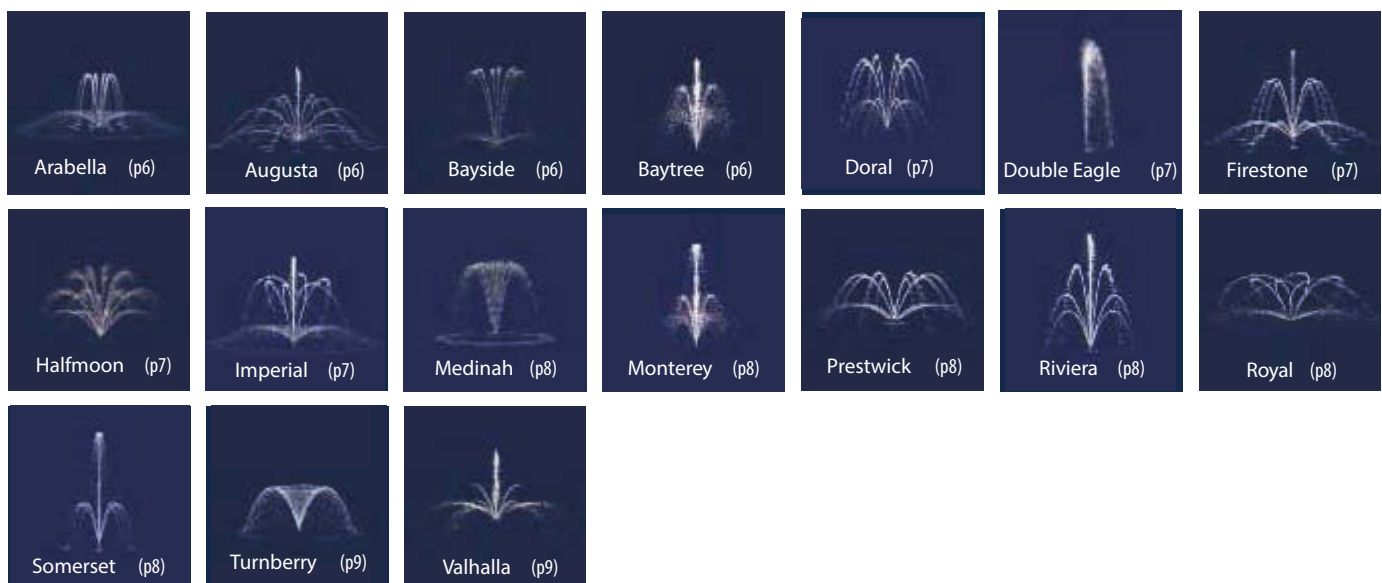 Arabella (p6)
Augusta (p6)
Bayside (p6)
Baytree (p6)
Doral (p7)
Double Eagle (p7)
Firestone (p7)
Halfmoon (p7)
Imperial (p7)
Medinah (p8)
Monterey (p8)
Prestwick (p8)
Riviera (p8)
Royal (p8)
Somerset (p8)
Turnberry (p9)
Valhalla (p9)